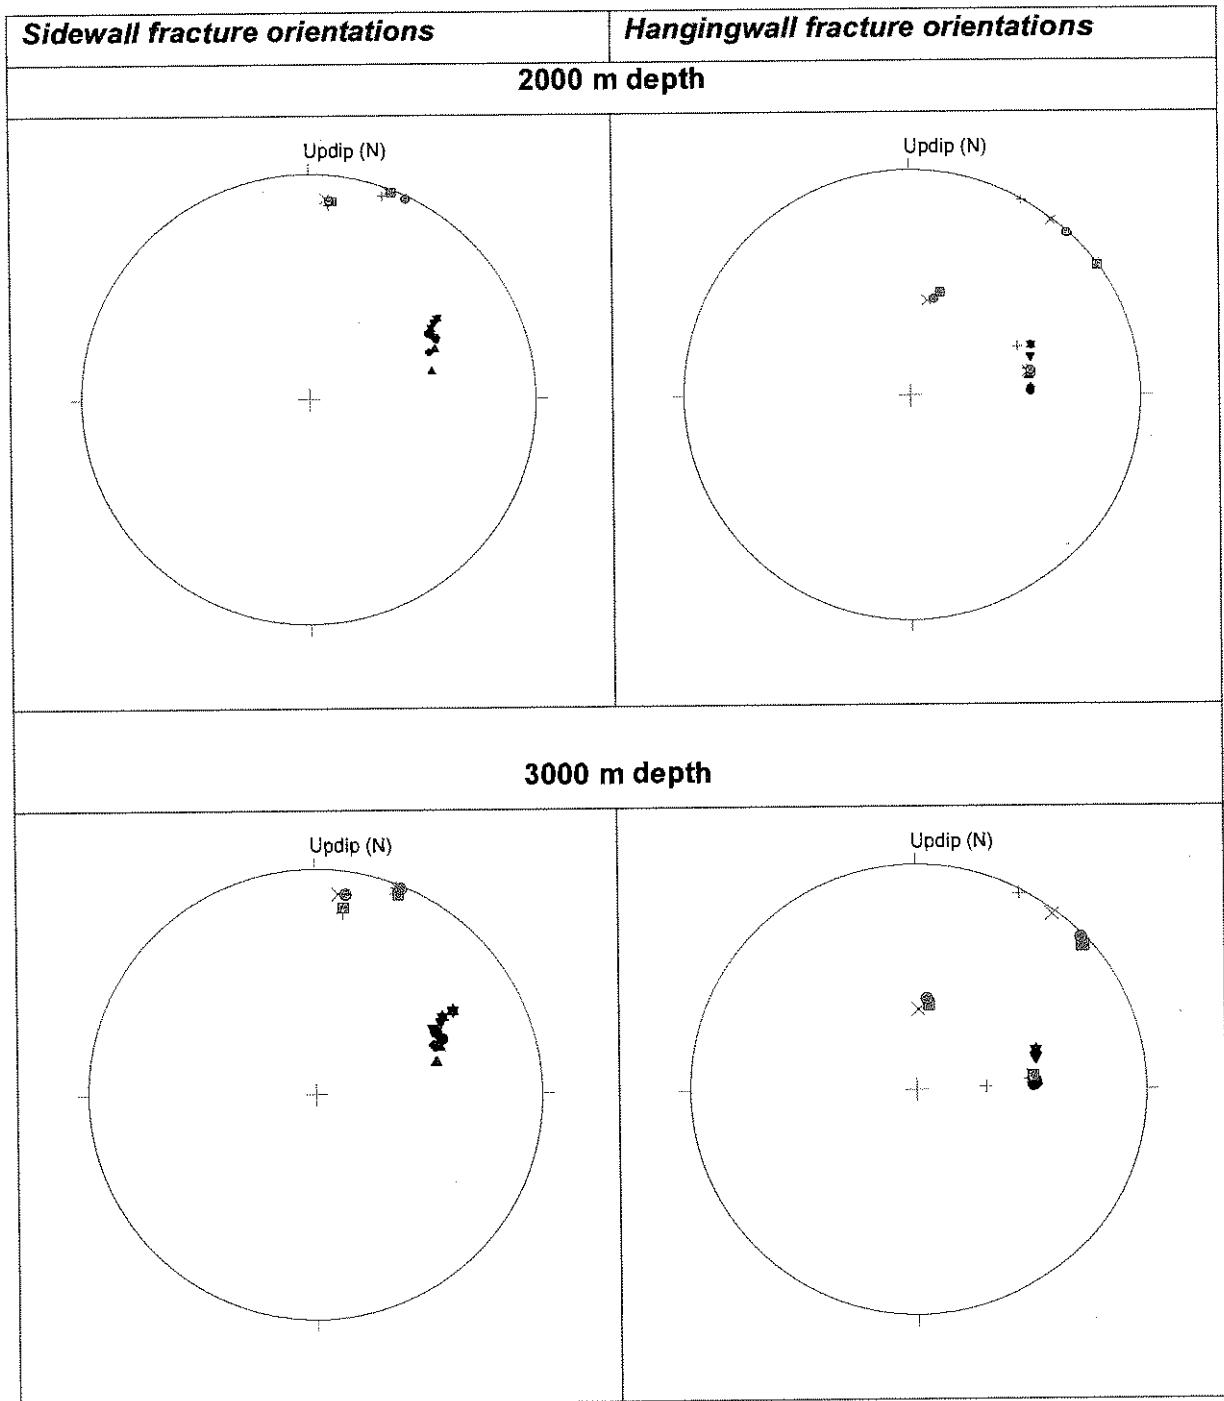 Sidewall fracture orientations
Hangingwall fracture orientations
2000 m depth
Updip (N)
Updip (N)
3000 m depth
Updip (N)
Updip (N)